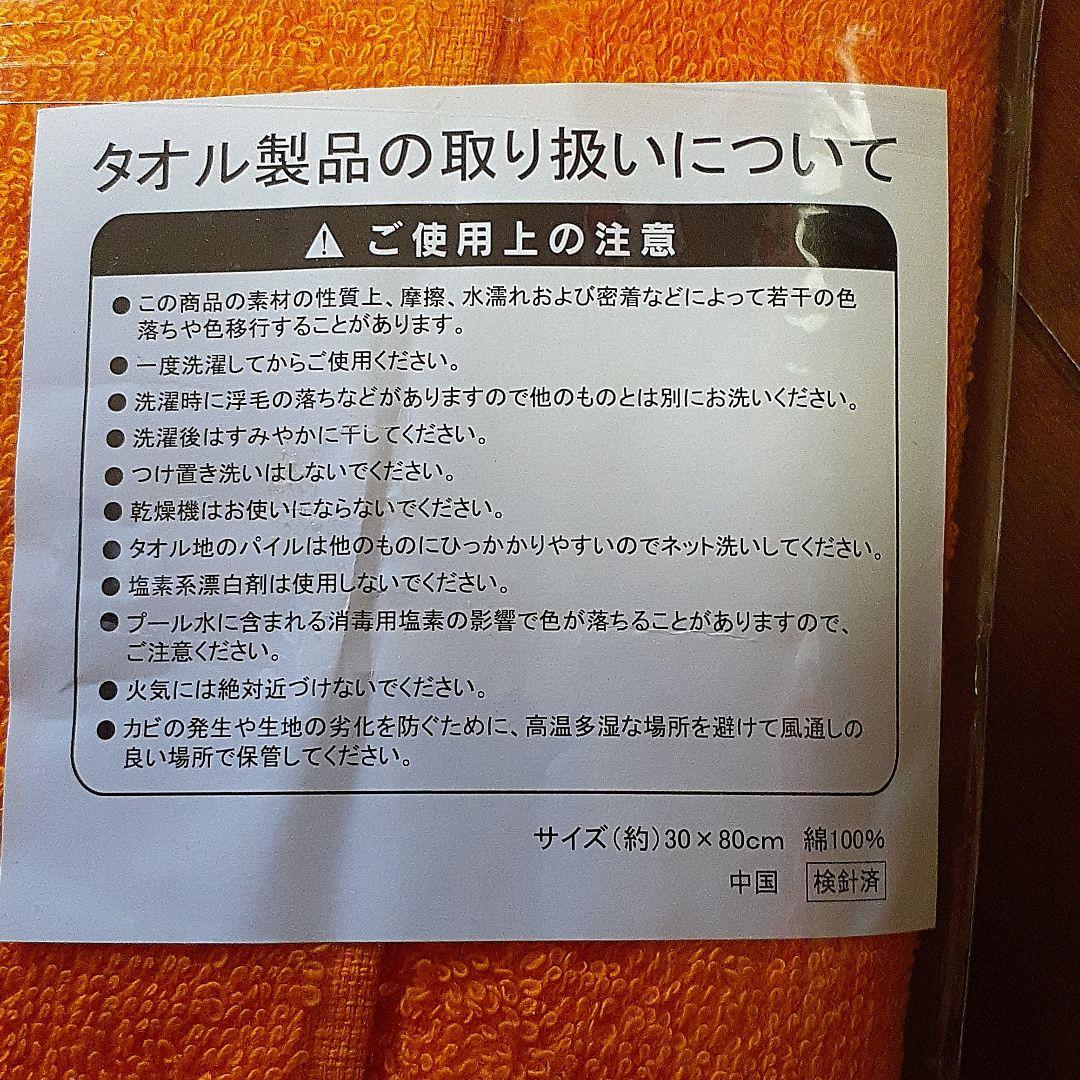 タオル製品の取り扱いについて
⚠ ご使用上の注意
●この商品の素材の性質上、摩擦、水濡れおよび密着などによって若干の色
落ちや色移行することがあります。
●一度洗濯してからご使用ください。
●洗濯時に浮毛の落ちなどがありますので他のものとは別にお洗いください。
●洗濯後はすみやかに干してください。
●つけ置き洗いはしないでください。
●乾燥機はお使いにならないでください。
●タオル地のパイルは他のものにひっかかりやすいのでネット洗いしてください。
●塩素系漂白剤は使用しないでください。
●プール水に含まれる消毒用塩素の影響で色が落ちることがありますので、
ご注意ください。
●火気には絶対近づけないでください。
●カビの発生や生地の劣化を防ぐために、高温多湿な場所を避けて風通しの
良い場所で保管してください。
サイズ(約)30×80cm 綿100%
中国 検針済